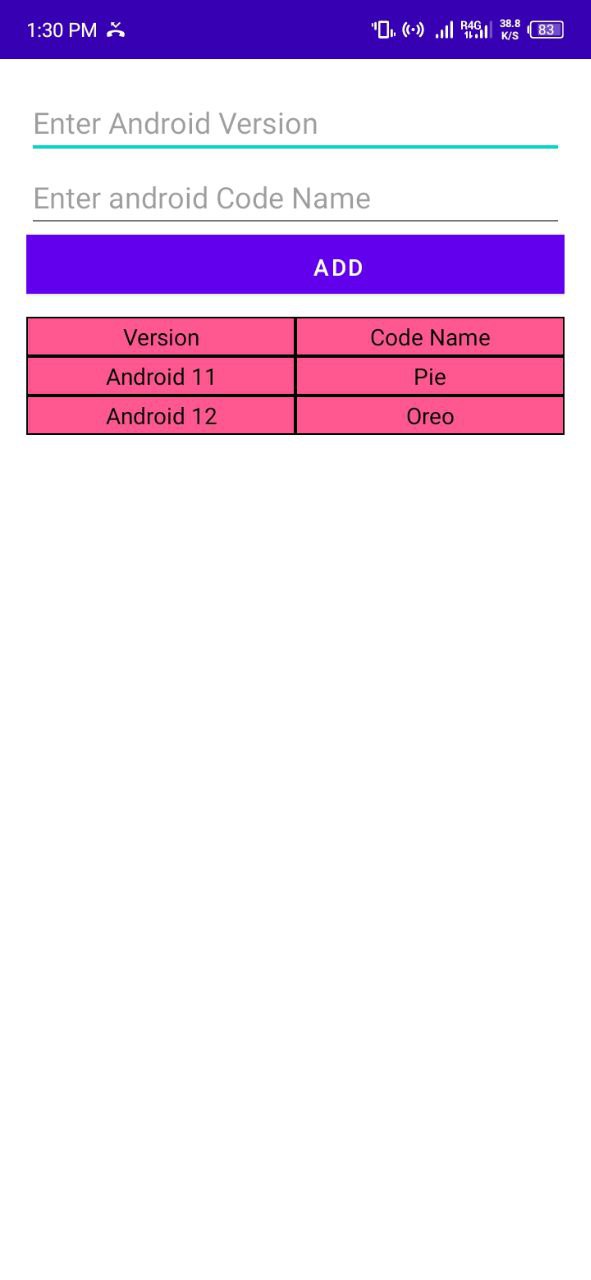 1:30 PM R4G 38.8 K/S 83
Enter Android Version
Enter android Code Name
ADD
Version Code Name
Android 11 Pie
Android 12 Oreo